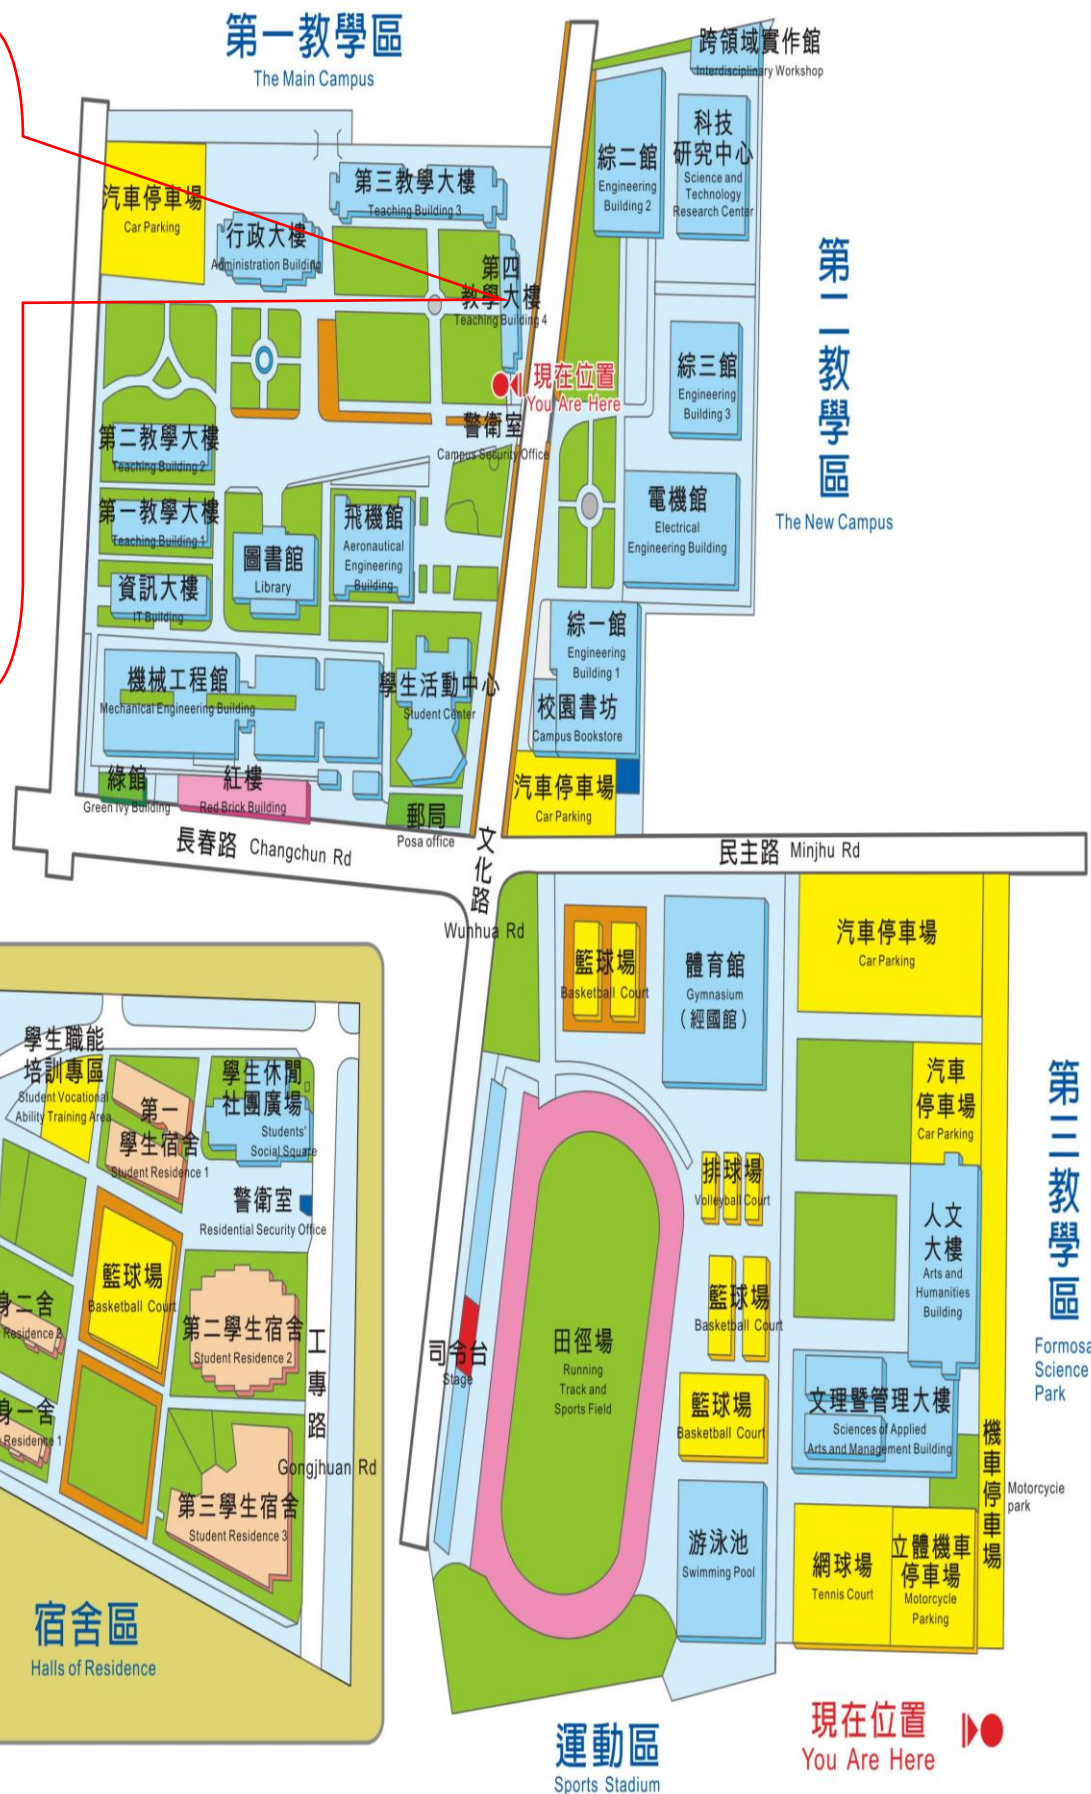 第一教學區
The Main Campus
跨領域實作館
Interdisciplinary Workshop
綜二館
Engineering
Building 2
科技
研究中心
Science and
Technology
Research Center
汽車停車場
Car Parking
第三教學大樓
Teaching Building 3
行政大樓
Administration Building
第四
教學大樓
Teaching Building 4
現在位置
You Are Here
警衛室
Campus Security Office
綜三館
Engineering
Building 3
第二教學區
The New Campus
第二教學大樓
Teaching Building 2
第一教學大樓
Teaching Building 1
資訊大樓
IT Building
圖書館
Library
飛機館
Aeronautical
Engineering
Building
電機館
Electrical
Engineering Building
綜一館
Engineering
Building 1
校園書坊
Campus Bookstore
機械工程館
Mechanical Engineering Building
學生活動中心
Student Center
汽車停車場
Car Parking
綠館
Green Ivy Building
紅樓
Red Brick Building
郵局
Posa office
長春路 Changchun Rd
文化路
Wunhua Rd
民主路 Minjhu Rd
籃球場
Basketball Court
體育館
Gymnasium
（經國館）
汽車停車場
Car Parking
汽車
停車場
Car Parking
第三教學區
Formosa
Science
Park
學生職能
培訓專區
Student Vocational
Ability Training Area
第一
學生宿舍
Student Residence 1
學生休閒
社團廣場
Students'
Social Square
警衛室
Residential Security Office
籃球場
Basketball Court
身二舍
Residence 2
第二學生宿舍
Student Residence 2
身一舍
Residence 1
工專路
Gongjhuan Rd
第三學生宿舍
Student Residence 3
宿舍區
Halls of Residence
司令台
Stage
田徑場
Running
Track and
Sports Field
排球場
Volleyball Court
籃球場
Basketball Court
籃球場
Basketball Court
游泳池
Swimming Pool
人文
大樓
Arts and
Humanities
Building
文理暨管理大樓
Sciences of Applied
Arts and Management Building
機車停車場
Motorcycle
park
網球場
Tennis Court
立體機車
停車場
Motorcycle
Parking
運動區
Sports Stadium
現在位置
You Are Here